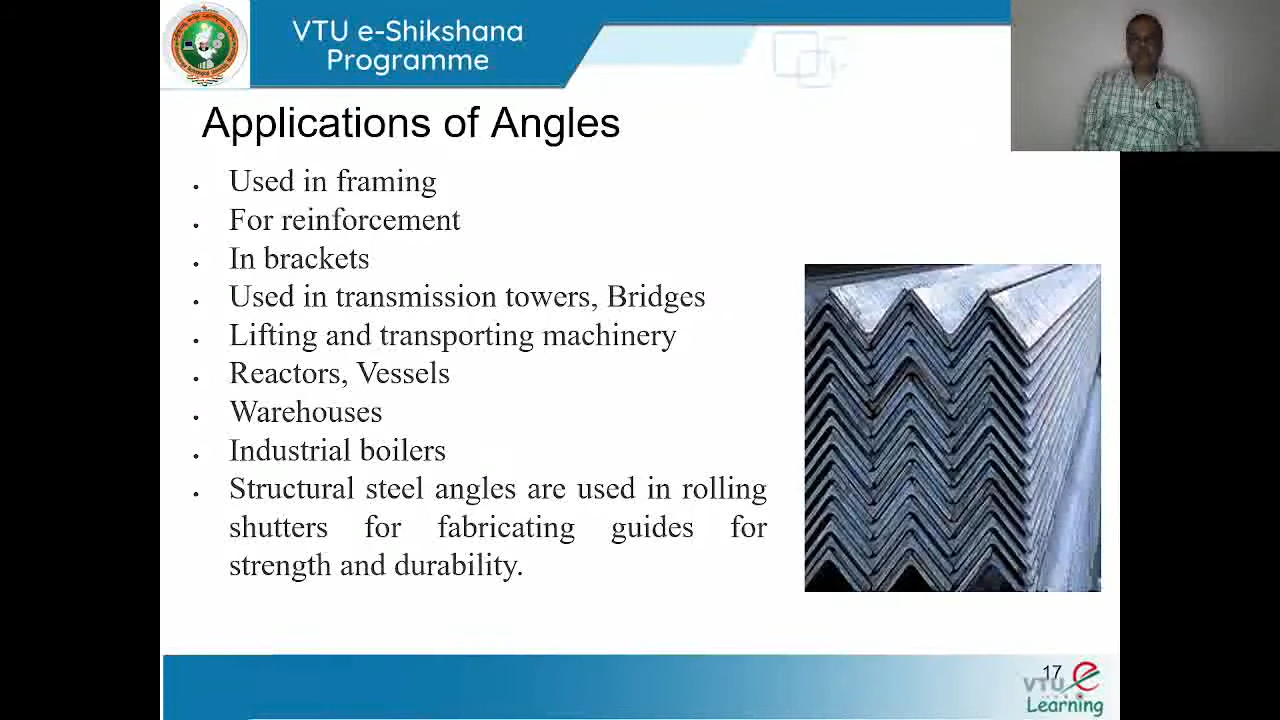 VTU e-Shikshana
Programme
Applications of Angles
• Used in framing
• For reinforcement
• In brackets
• Used in transmission towers, Bridges
• Lifting and transporting machinery
• Reactors, Vessels
• Warehouses
• Industrial boilers
• Structural steel angles are used in rolling
shutters for fabricating guides for
strength and durability.
17
VTU e
Learning